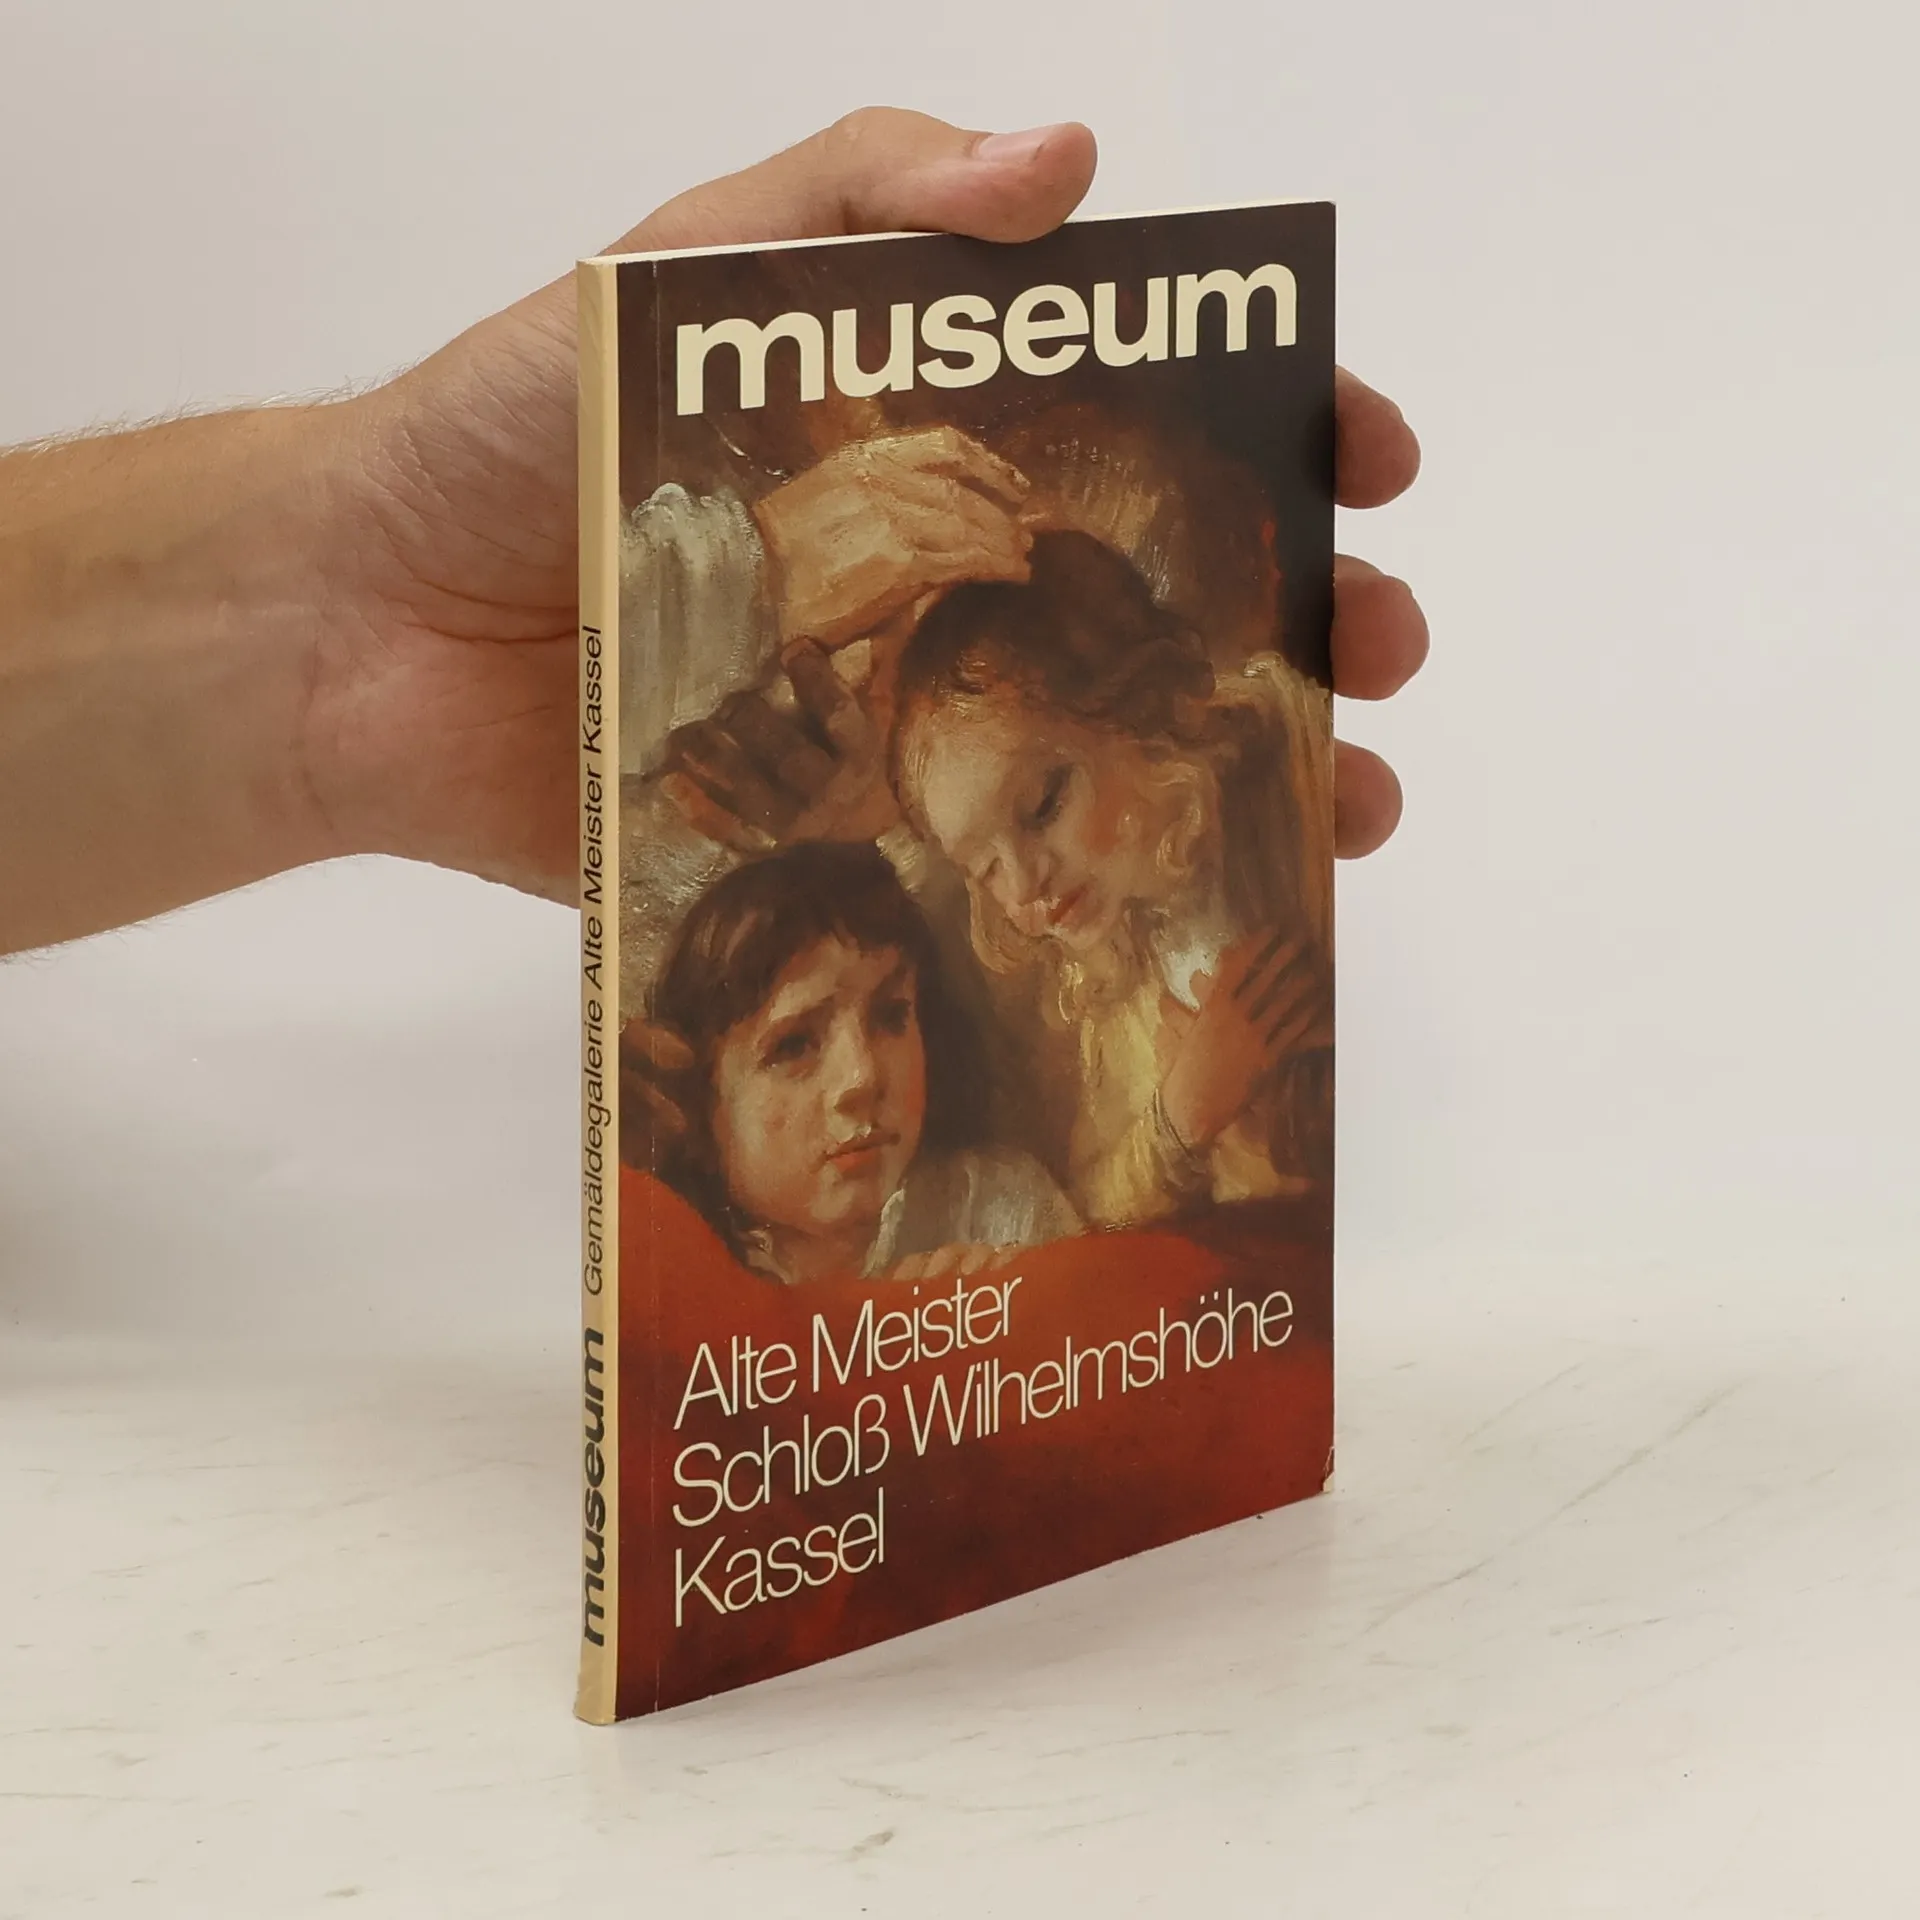 museum
Alte Meister
Schloß Wilhelmshöhe
Kassel
museum Gemäldegalerie Alte Meister Kassel